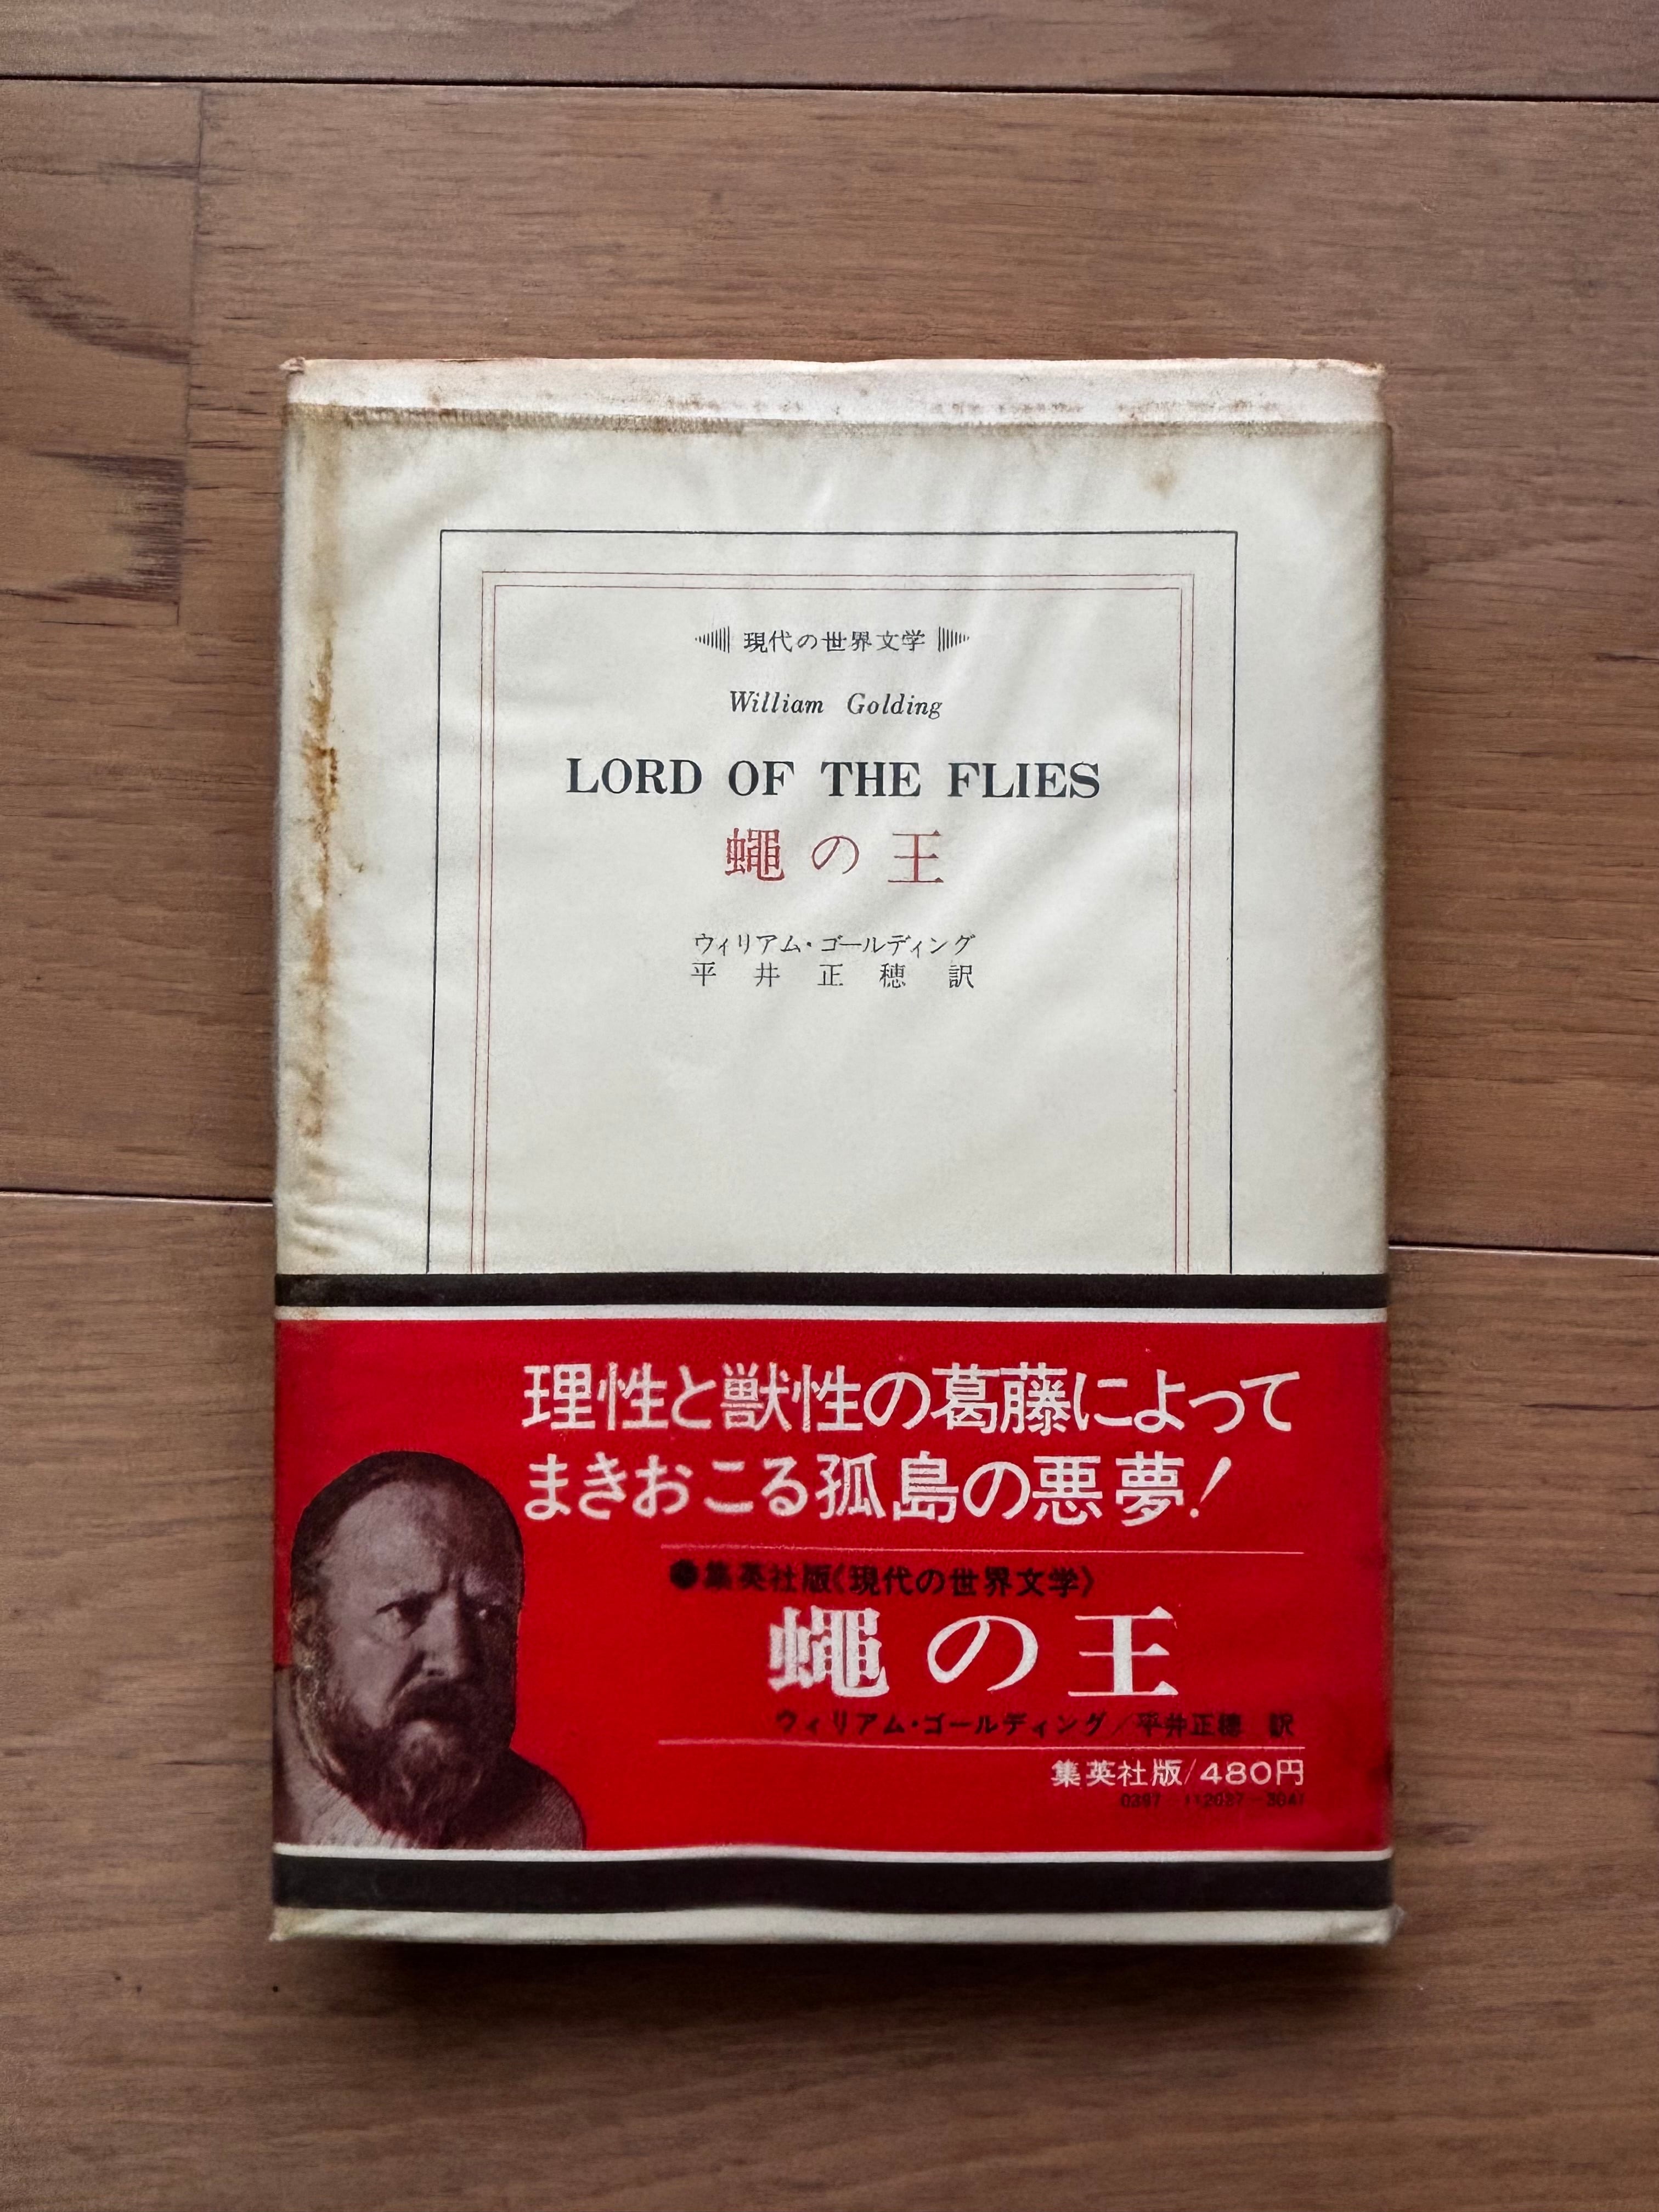 現代の世界文学
William Golding
LORD OF THE FLIES
蠅の王
ウィリアム・ゴールディング
平井正穂訳
理性と獣性の葛藤によって
まきおこる孤島の悪夢!
●集英社版《現代の世界文学》
蠅の王
ウィリアム・ゴールディング/平井正穂 訳
集英社版/480円